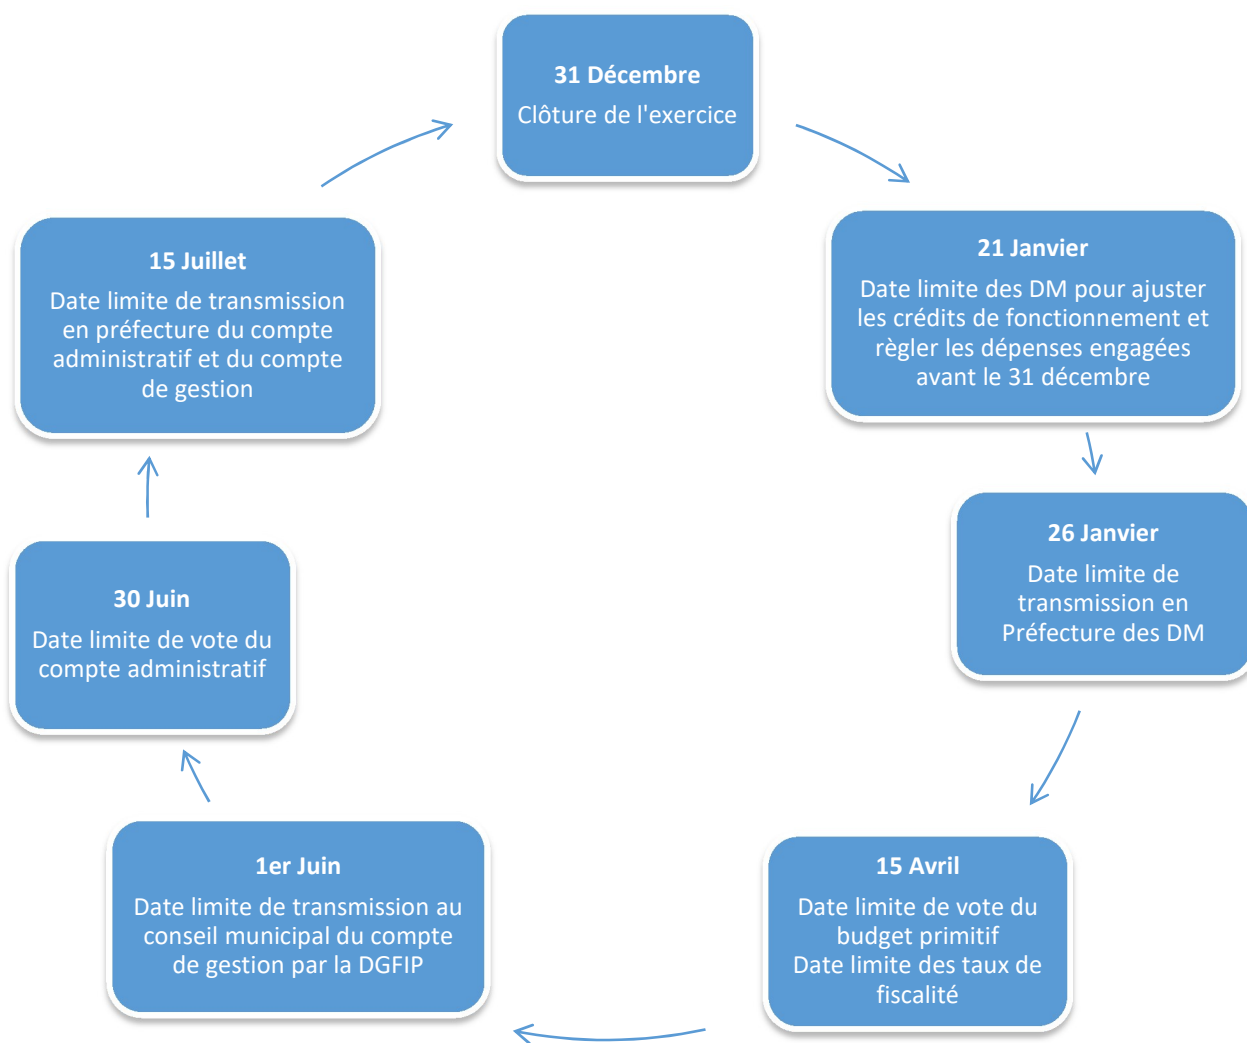 31 Décembre
Clôture de l'exercice
21 Janvier
Date limite des DM pour ajuster
les crédits de fonctionnement et
règler les dépenses engagées
avant le 31 décembre
26 Janvier
Date limite de
transmission en
Préfecture des DM
15 Avril
Date limite de vote du
budget primitif
Date limite des taux de
fiscalité
1er Juin
Date limite de transmission au
conseil municipal du compte
de gestion par la DGFIP
30 Juin
Date limite de vote du
compte administratif
15 Juillet
Date limite de transmission
en préfecture du compte
administratif et du compte
de gestion